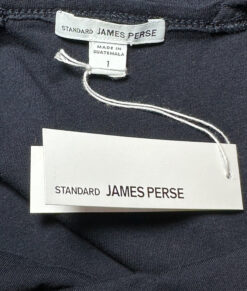 STANDARD JAMES PERSE
MADE IN
GUATEMALA
1
STANDARD JAMES PERSE